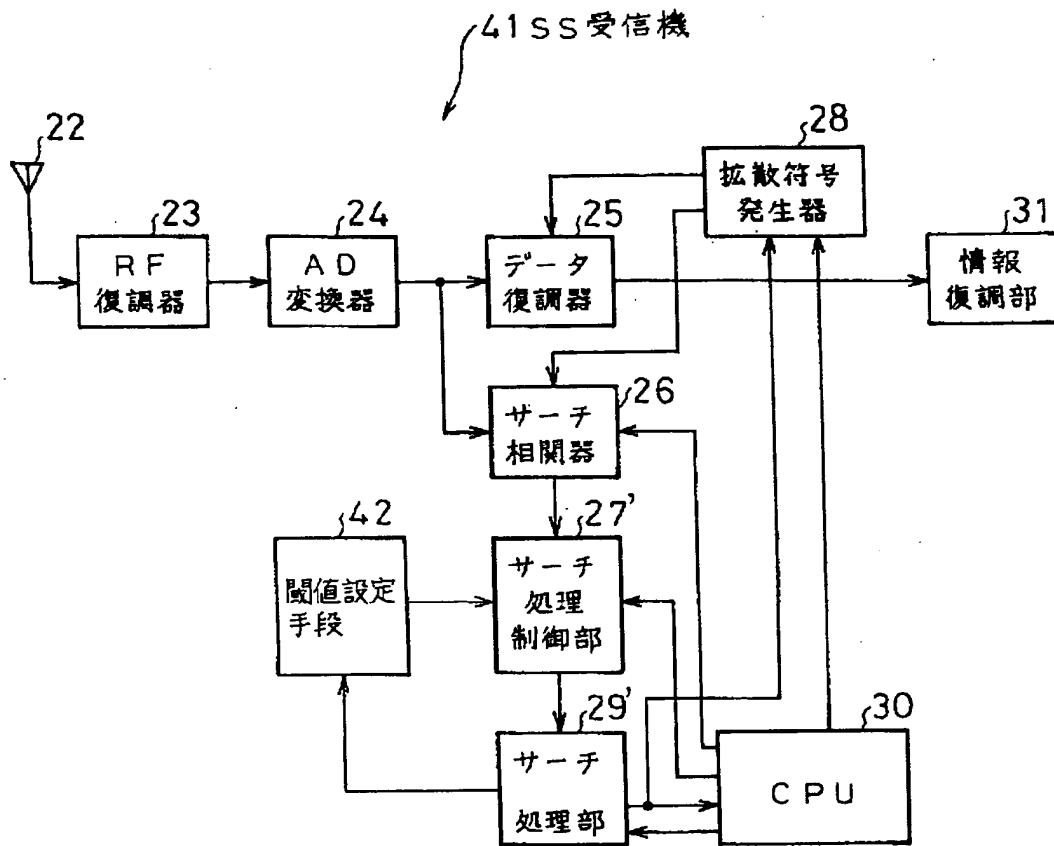 41SS受信機
22
23
RF
復調器
24
AD
変換器
25
データ
復調器
28
拡散符号
発生器
31
情報
復調部
26
サーチ
相関器
42
閾値設定
手段
27'
サーチ
処理
制御部
29'
サーチ
処理部
30
CPU